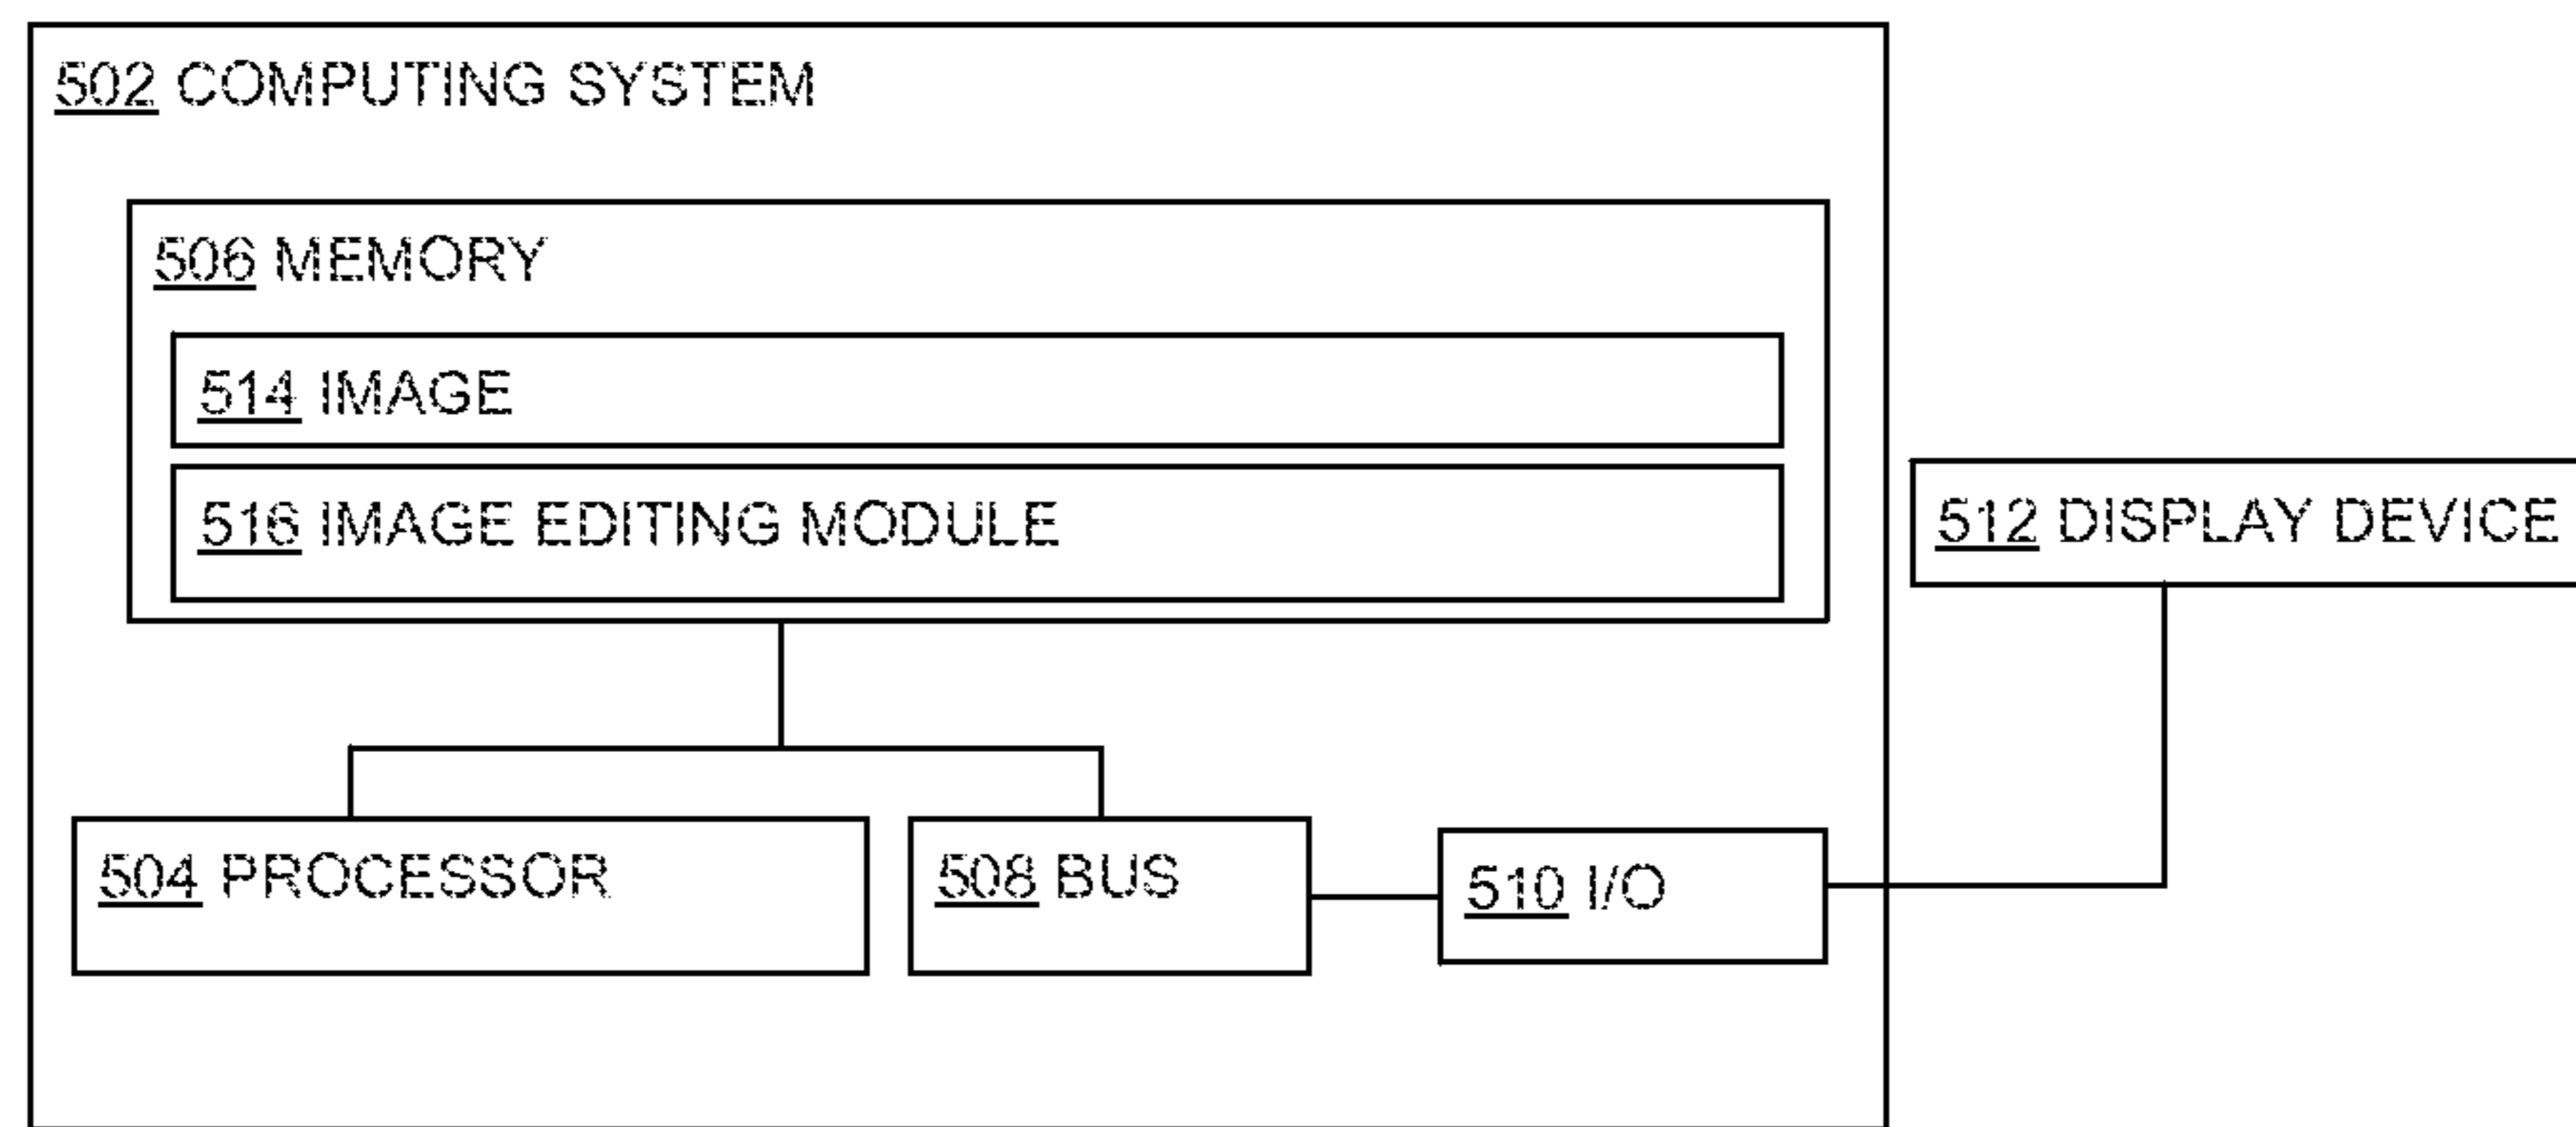 502 COMPUTING SYSTEM
506 MEMORY
514 IMAGE
516 IMAGE EDITING MODULE
512 DISPLAY DEVICE
504 PROCESSOR
508 BUS
510 I/O